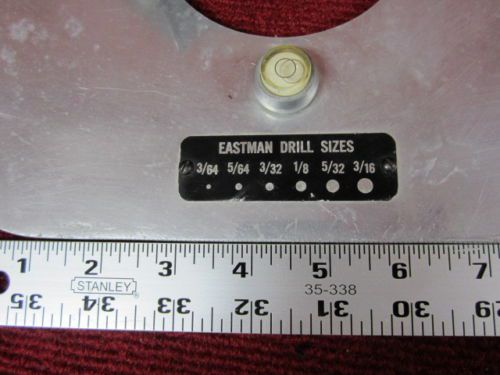 EASTMAN DRILL SIZES
3/64 5/64 3/32 1/8 5/32 3/16
1 2 3 4 5 6 7
STANLEY
35-338
35 34 33 32 31 30 29